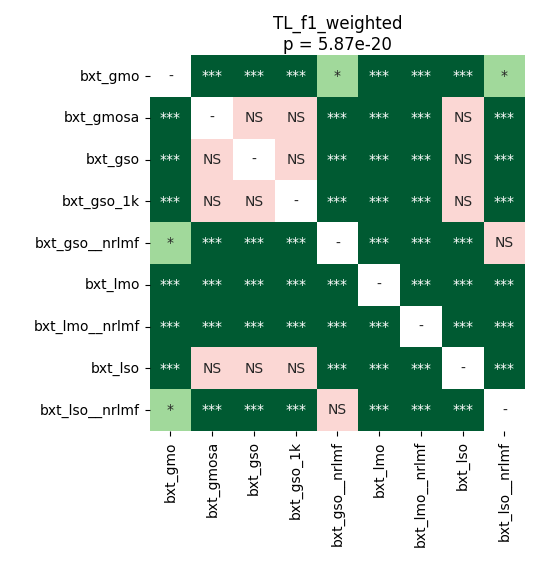 TL_f1_weighted
p = 5.87e-20
bxt_gmo - *** *** *** * *** *** *** *
bxt_gmosa *** - NS NS *** *** *** NS ***
bxt_gso *** NS - NS *** *** *** NS ***
bxt_gso_1k *** NS NS - *** *** *** NS ***
bxt_gso__nrlmf * *** *** *** - *** *** *** NS
bxt_lmo *** *** *** *** *** - *** *** ***
bxt_lmo__nrlmf *** *** *** *** *** *** - *** ***
bxt_lso *** NS NS NS *** *** *** - ***
bxt_lso__nrlmf * *** *** *** NS *** *** *** -
bxt_gmo
bxt_gmosa
bxt_gso
bxt_gso_1k
bxt_gso__nrlmf
bxt_lmo
bxt_lmo__nrlmf
bxt_lso
bxt_lso__nrlmf